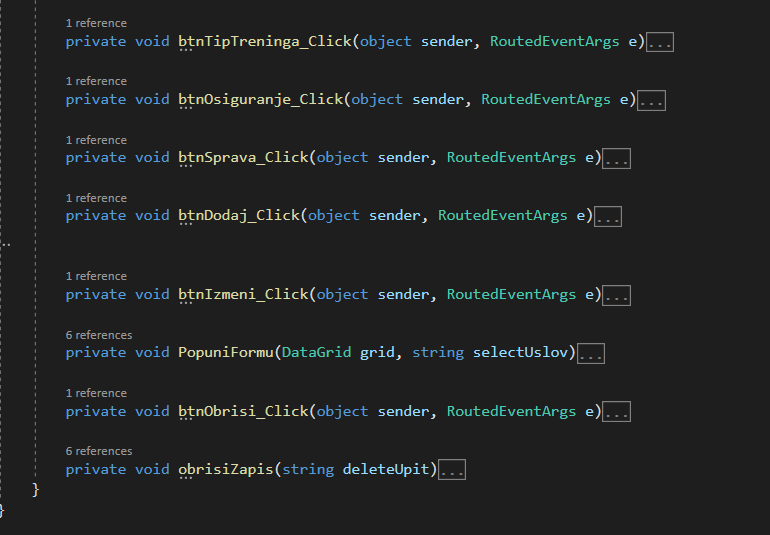 1 reference
private void btnTipTreninga_Click(object sender, RoutedEventArgs e)...
1 reference
private void btnOsiguranje_Click(object sender, RoutedEventArgs e)...
1 reference
private void btnSprava_Click(object sender, RoutedEventArgs e)...
1 reference
private void btnDodaj_Click(object sender, RoutedEventArgs e)...
1 reference
private void btnIzmeni_Click(object sender, RoutedEventArgs e)...
6 references
private void PopuniFormu(DataGrid grid, string selectUslov)...
1 reference
private void btnObrisi_Click(object sender, RoutedEventArgs e)...
6 references
private void obrisiZapis(string deleteUpit)...
}
}